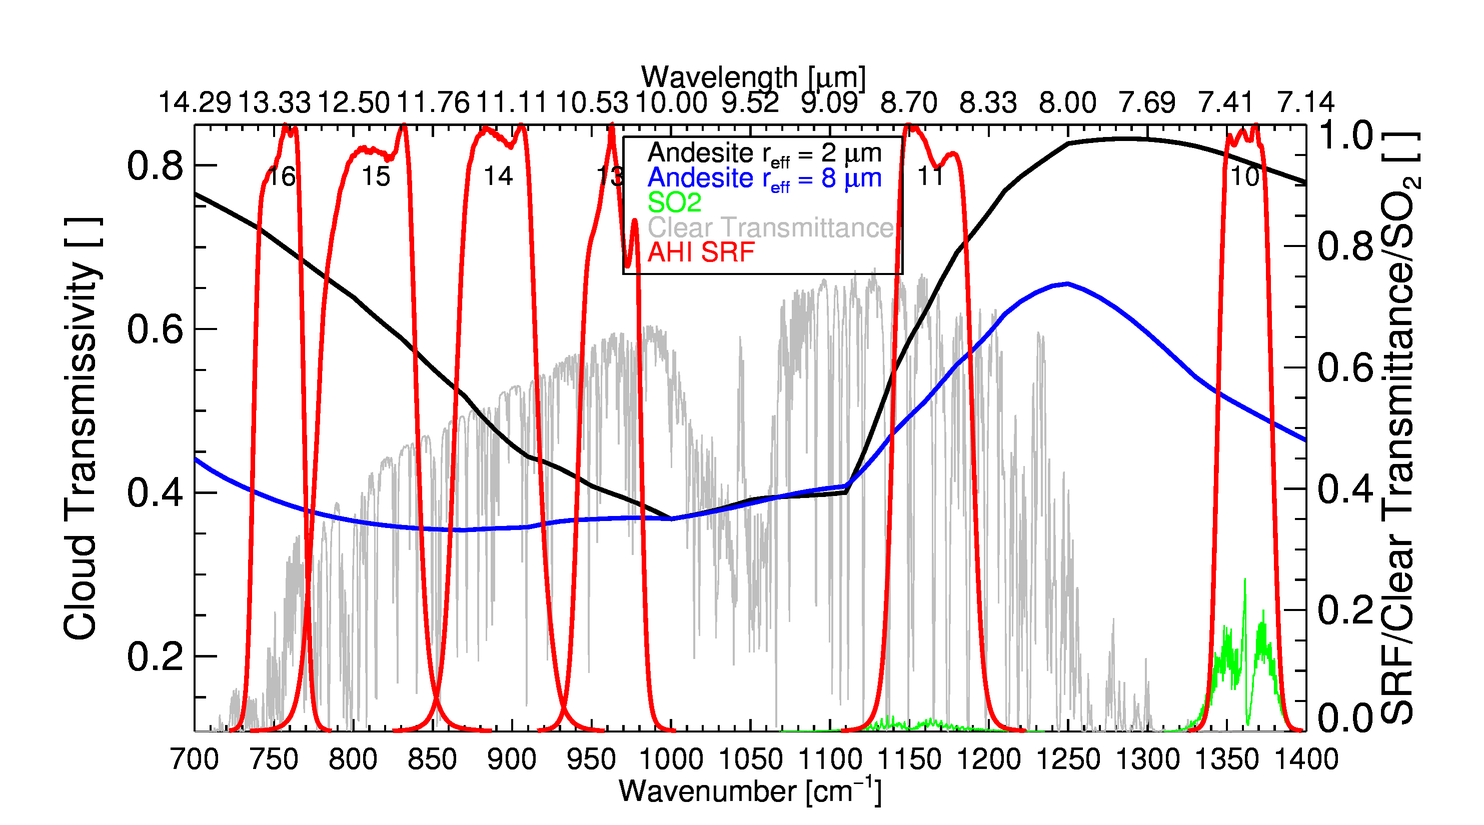 Wavelength [μm]
14.29 13.33 12.50 11.76 11.11 10.53 10.00 9.52 9.09 8.70 8.33 8.00 7.69 7.41 7.14
Cloud Transmissivity [ ]
0.8
0.6
0.4
0.2
16 15 14 13 11 10
Andesite r_eff = 2 μm
Andesite r_eff = 8 μm
SO2
Clear Transmittance
AHI SRF
1.0
0.8
0.6
0.4
0.2
0.0
SRF/Clear Transmittance/SO₂ [ ]
700 750 800 850 900 950 1000 1050 1100 1150 1200 1250 1300 1350 1400
Wavenumber [cm⁻¹]